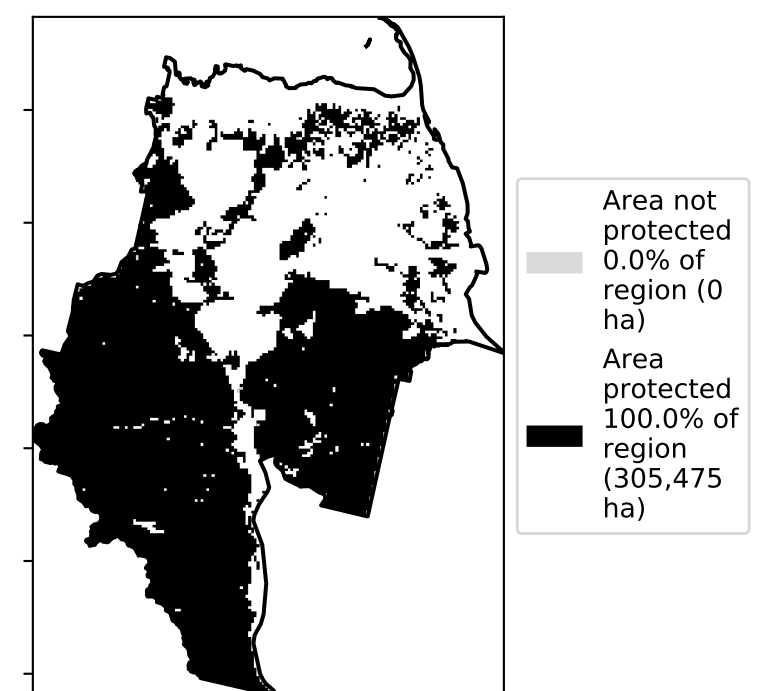 Area not
protected
0.0% of
region (0
ha)
Area
protected
100.0% of
region
(305,475
ha)